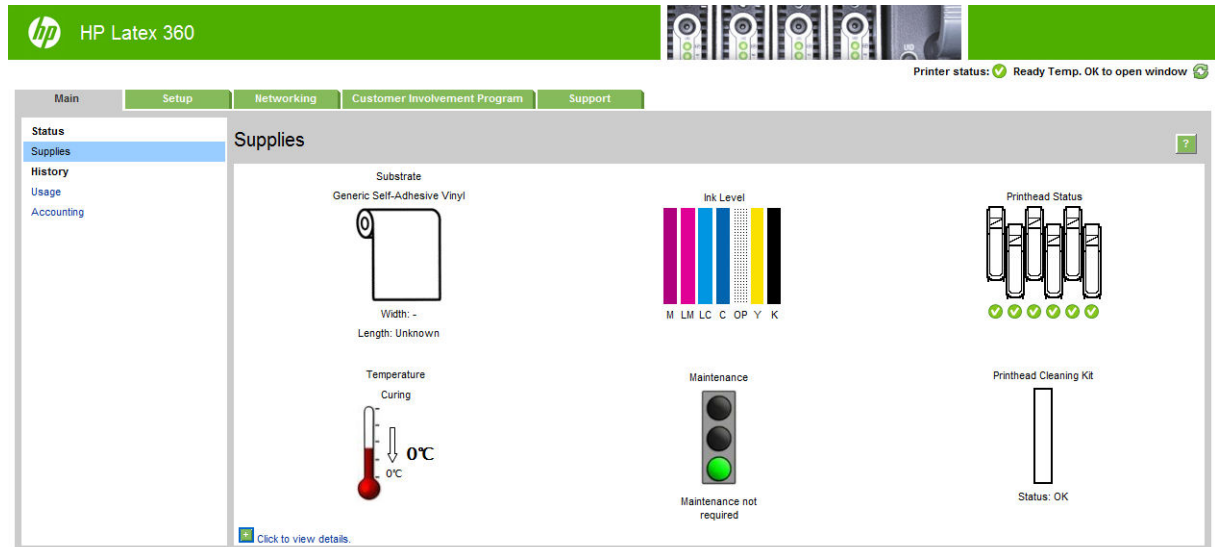 hp HP Latex 360
Printer status: Ready Temp. OK to open window
Main Setup Networking Customer Involvement Program Support
Status
Supplies
History
Usage
Accounting
Supplies
?
Substrate
Generic Self-Adhesive Vinyl
Width: -
Length: Unknown
Ink Level
M LM LC C OP Y K
Printhead Status
Temperature
Curing
0℃
0℃
Maintenance
Maintenance not
required
Printhead Cleaning Kit
Status: OK
Click to view details.